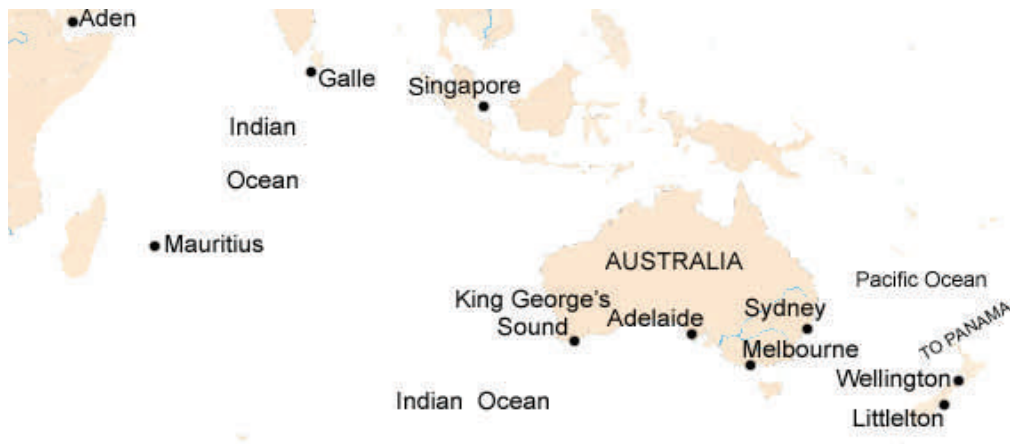 Aden
Galle
Singapore
Indian
Ocean
Mauritius
AUSTRALIA
Pacific Ocean
King George's
Sound
Adelaide
Sydney
TO PANAMA
Melbourne
Wellington
Indian Ocean
Littlelton